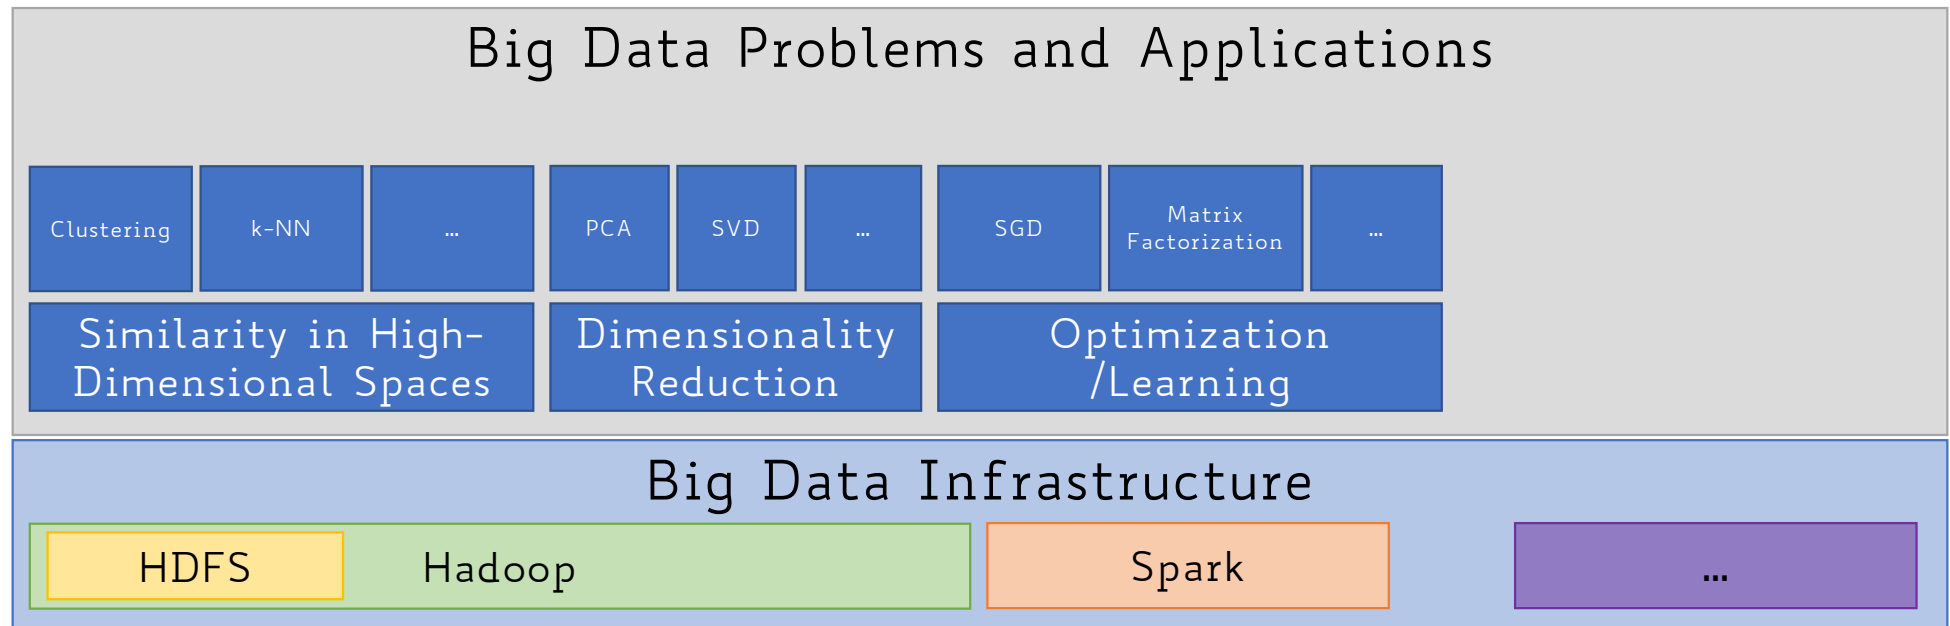 Big Data Problems and Applications
Clustering
k-NN
...
PCA
SVD
...
SGD
Matrix
Factorization
...
Similarity in High-
Dimensional Spaces
Dimensionality
Reduction
Optimization
/Learning
Big Data Infrastructure
HDFS
Hadoop
Spark
...